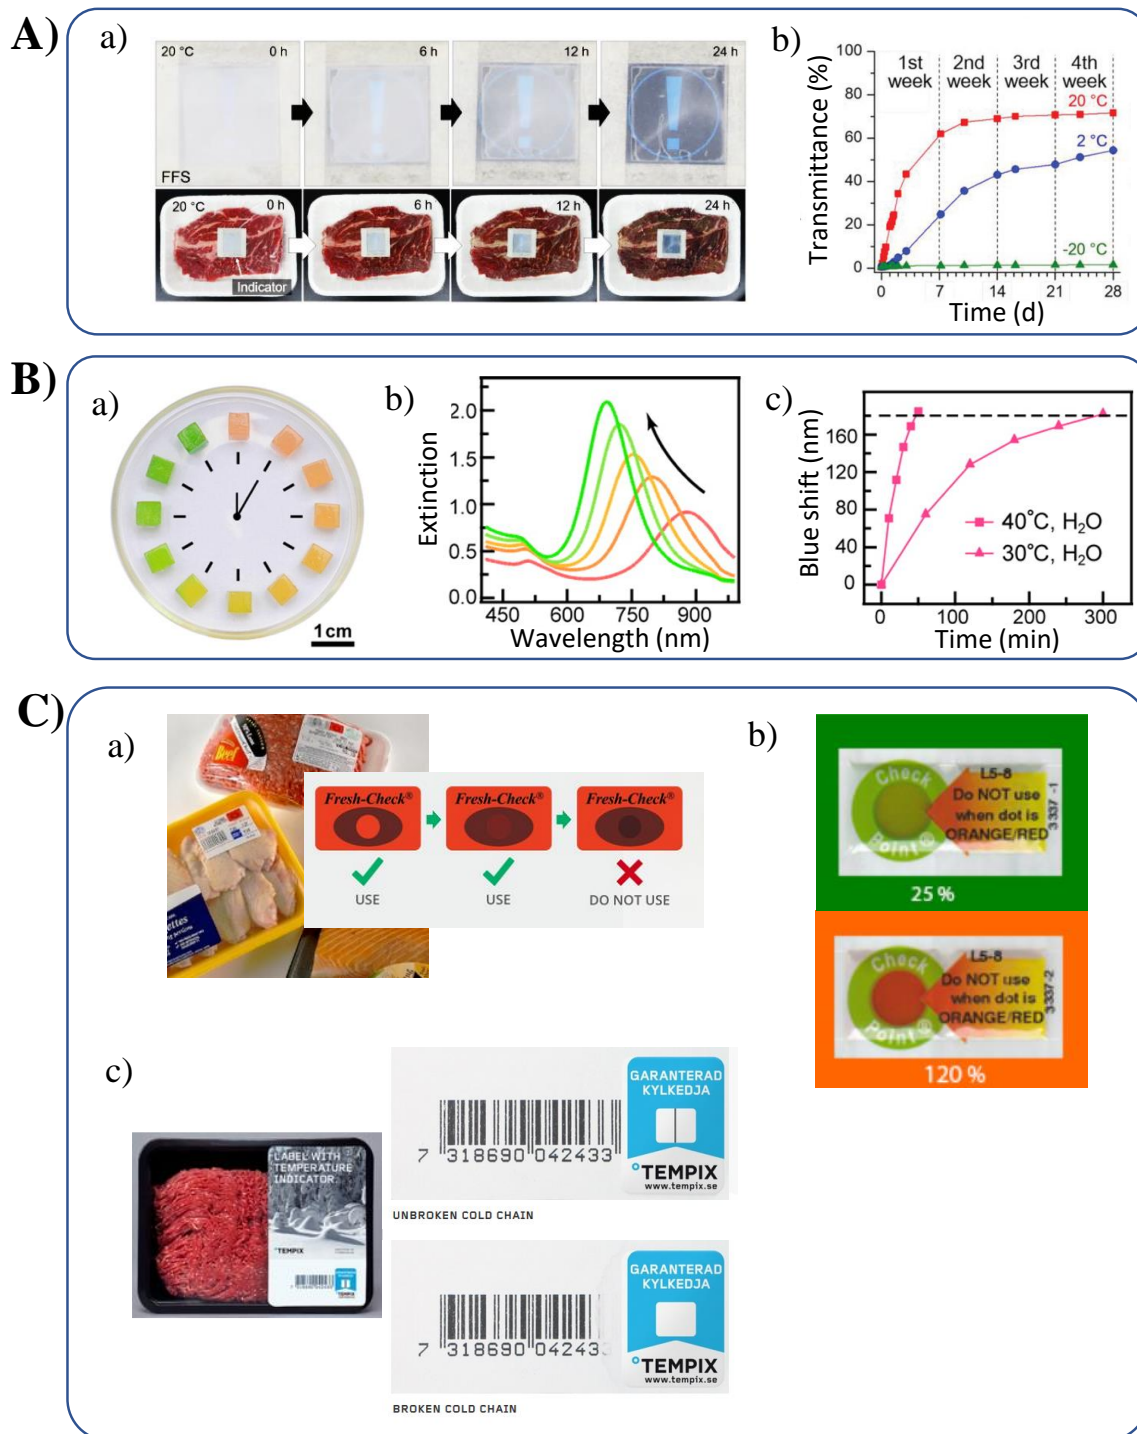 A)
a)
20 °C 0 h
6 h
12 h
24 h
FFS
20 °C 0 h
6 h
12 h
24 h
Indicator
b)
Transmittance (%)
100
80
60
40
20
0
1st week
2nd week
3rd week
4th week
20 °C
2 °C
-20 °C
0 7 14 21 28
Time (d)
B)
a)
1 cm
b)
Extinction
2.0
1.5
1.0
0.5
0.0
450 600 750 900
Wavelength (nm)
c)
Blue shift (nm)
160
120
80
40
0
40°C, H₂O
30°C, H₂O
0 100 200 300
Time (min)
C)
a)
Beef
Fresh-Check®
Fresh-Check®
Fresh-Check®
USE
USE
DO NOT USE
b)
Check
Point®
L5-8
Do NOT use
when dot is
ORANGE/RED
3337-1
25 %
Check
Point®
L5-8
Do NOT use
when dot is
ORANGE/RED
3337-2
120 %
c)
LABEL WITH
TEMPERATURE
INDICATOR.
°TEMPIX
TEMPIX
GARANTERAD
KYLKEDJA
7 318690 042433
°TEMPIX
www.tempix.se
UNBROKEN COLD CHAIN
GARANTERAD
KYLKEDJA
7 318690 042433
°TEMPIX
www.tempix.se
BROKEN COLD CHAIN